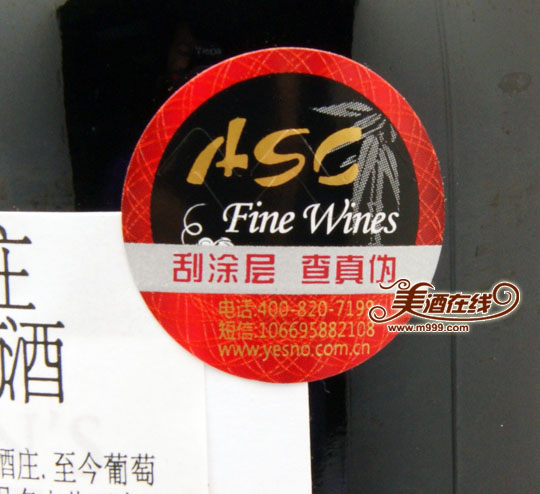 ASC
Fine Wines
刮涂层 查真伪
电话:400-820-7199
短信:106695882108
www.yesno.com.cn
美酒在线
www.m999.com
庄
酒
酒庄,至今葡萄